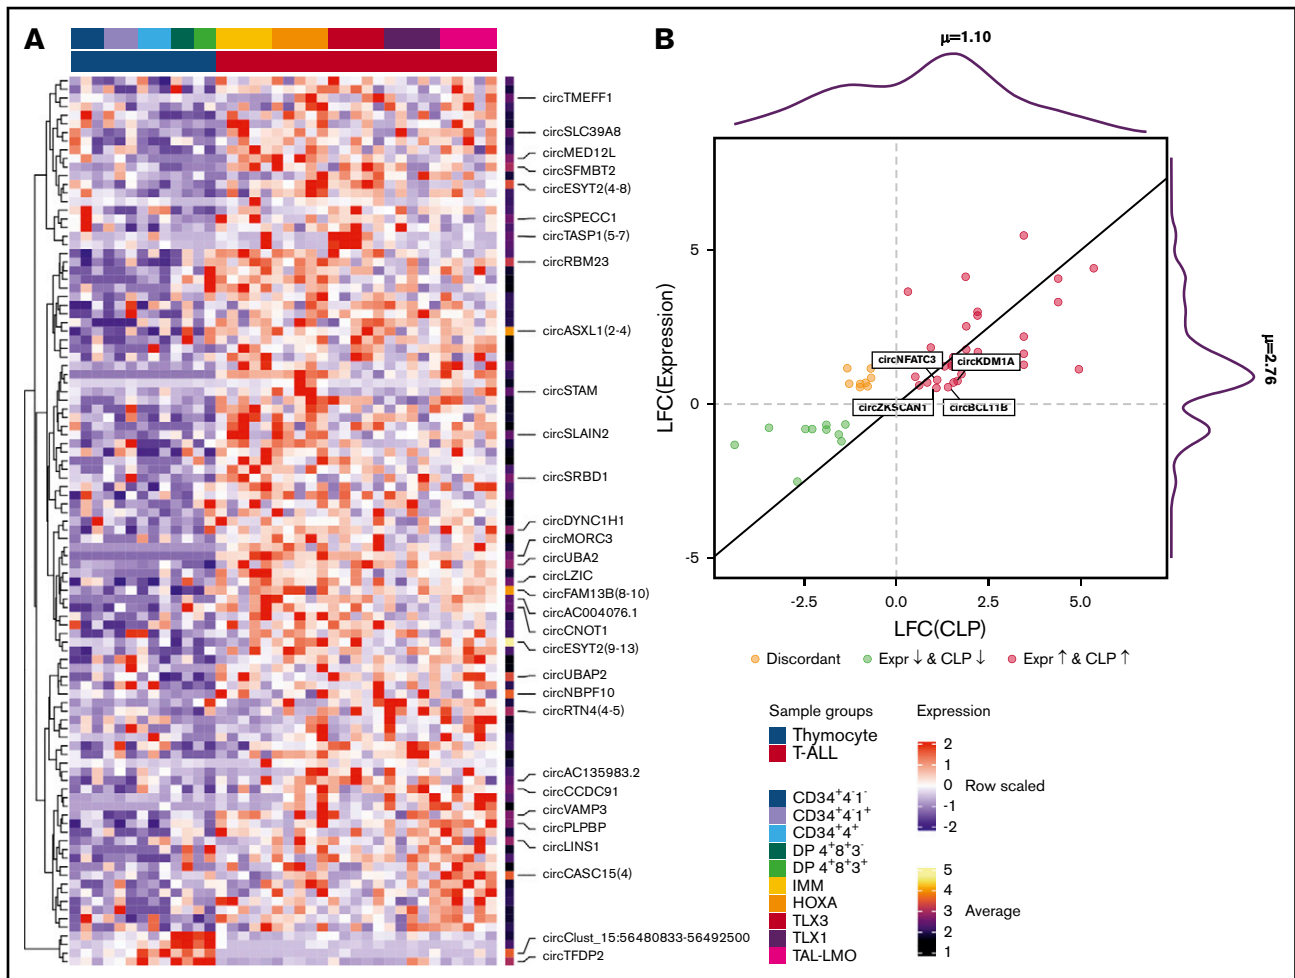 A
circTMEFF1
circSLC39A8
circMED12L
circSFMBT2
circESYT2(4-8)
circSPECC1
circTASP1(5-7)
circRBM23
circASXL1(2-4)
circSTAM
circSLAIN2
circSRBD1
circDYNC1H1
circMORC3
circUBA2
circLZIC
circFAM13B(8-10)
circAC004076.1
circCNOT1
circESYT2(9-13)
circUBAP2
circNBPF10
circRTN4(4-5)
circAC135983.2
circCCDC91
circVAMP3
circPLPBP
circLINS1
circCASC15(4)
circClust_15:56480833-56492500
circTFDP2
B
μ=1.10
μ=2.76
LFC(Expression)
5
0
-5
circNFATC3
circKDM1A
circZKSCAN1
circBCL11B
-2.5
0.0
2.5
5.0
LFC(CLP)
Discordant
Expr ↓ & CLP ↓
Expr ↑ & CLP ↑
Sample groups
Thymocyte
T-ALL
CD34⁺4⁻1⁻
CD34⁺4⁻1⁺
CD34⁺4⁺
DP 4⁺8⁺3⁻
DP 4⁺8⁺3⁺
IMM
HOXA
TLX3
TLX1
TAL-LMO
Expression
2
1
0
-1
-2
Row scaled
5
4
3
2
1
Average